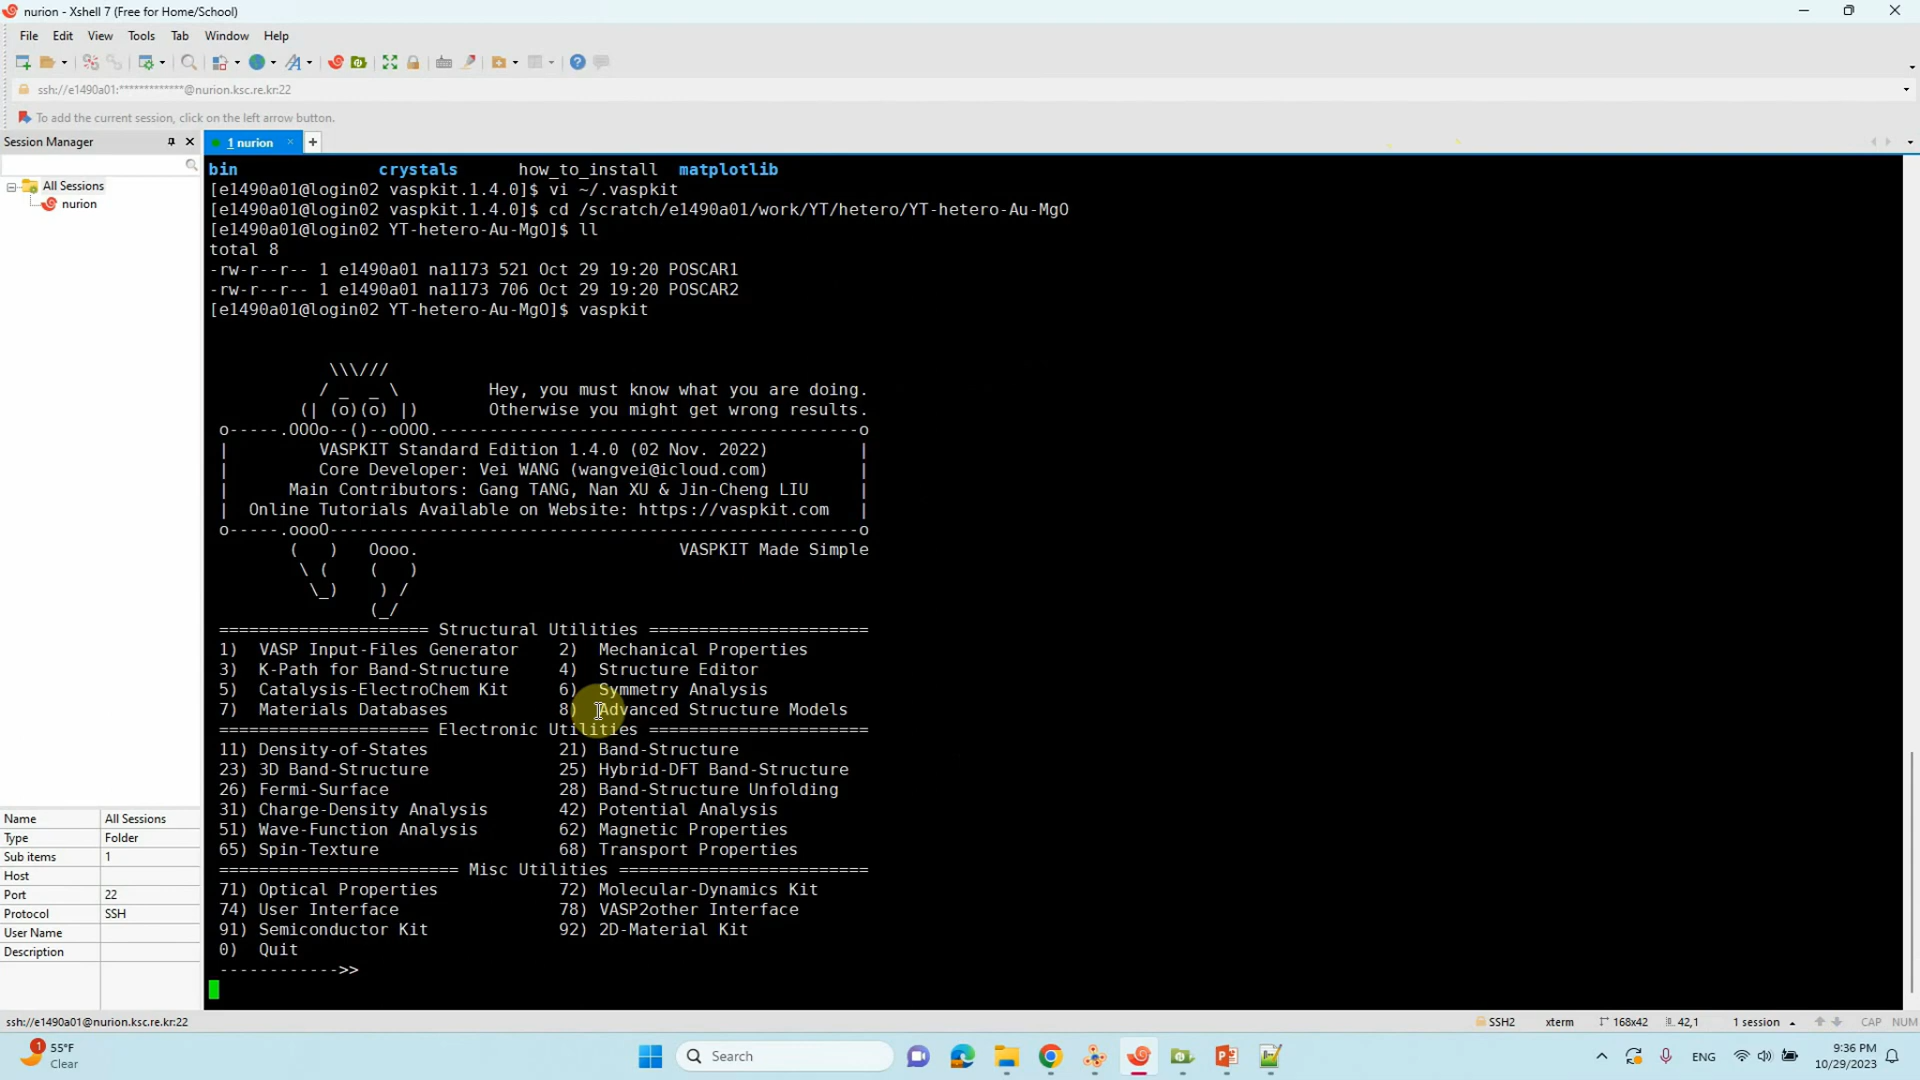 nurion - Xshell 7 (Free for Home/School)
File Edit View Tools Tab Window Help
ssh://e1490a01:*************@nurion.ksc.re.kr:22
To add the current session, click on the left arrow button.
Session Manager
1 nurion
All Sessions
nurion
bin crystals how_to_install matplotlib
[e1490a01@login02 vaspkit.1.4.0]$ vi ~/.vaspkit
[e1490a01@login02 vaspkit.1.4.0]$ cd /scratch/e1490a01/work/YT/hetero/YT-hetero-Au-MgO
[e1490a01@login02 YT-hetero-Au-MgO]$ ll
total 8
-rw-r--r-- 1 e1490a01 na1173 521 Oct 29 19:20 POSCAR1
-rw-r--r-- 1 e1490a01 na1173 706 Oct 29 19:20 POSCAR2
[e1490a01@login02 YT-hetero-Au-MgO]$ vaspkit
\\\///
/ _ _ \ Hey, you must know what you are doing.
(| (o)(o) |) Otherwise you might get wrong results.
o-----.OOOo--()--oOOO.------------------------------------------o
| VASPKIT Standard Edition 1.4.0 (02 Nov. 2022) |
| Core Developer: Vei WANG (wangvei@icloud.com) |
| Main Contributors: Gang TANG, Nan XU & Jin-Cheng LIU |
| Online Tutorials Available on Website: https://vaspkit.com |
o-----.oooO-----------------------------------------------------o
( ) Oooo. VASPKIT Made Simple
\ ( ( )
\_) ) /
(_/
===================== Structural Utilities ======================
1) VASP Input-Files Generator 2) Mechanical Properties
3) K-Path for Band-Structure 4) Structure Editor
5) Catalysis-ElectroChem Kit 6) Symmetry Analysis
7) Materials Databases 8) Advanced Structure Models
===================== Electronic Utilities ======================
11) Density-of-States 21) Band-Structure
23) 3D Band-Structure 25) Hybrid-DFT Band-Structure
26) Fermi-Surface 28) Band-Structure Unfolding
31) Charge-Density Analysis 42) Potential Analysis
51) Wave-Function Analysis 62) Magnetic Properties
65) Spin-Texture 68) Transport Properties
======================== Misc Utilities =========================
71) Optical Properties 72) Molecular-Dynamics Kit
74) User Interface 78) VASP2other Interface
91) Semiconductor Kit 92) 2D-Material Kit
0) Quit
------------>>
Name All Sessions
Type Folder
Sub items 1
Host
Port 22
Protocol SSH
User Name
Description
ssh://e1490a01@nurion.ksc.re.kr:22 SSH2 xterm 168x42 42,1 1 session CAP NUM
1 55°F
Clear
Search
ENG
9:36 PM
10/29/2023